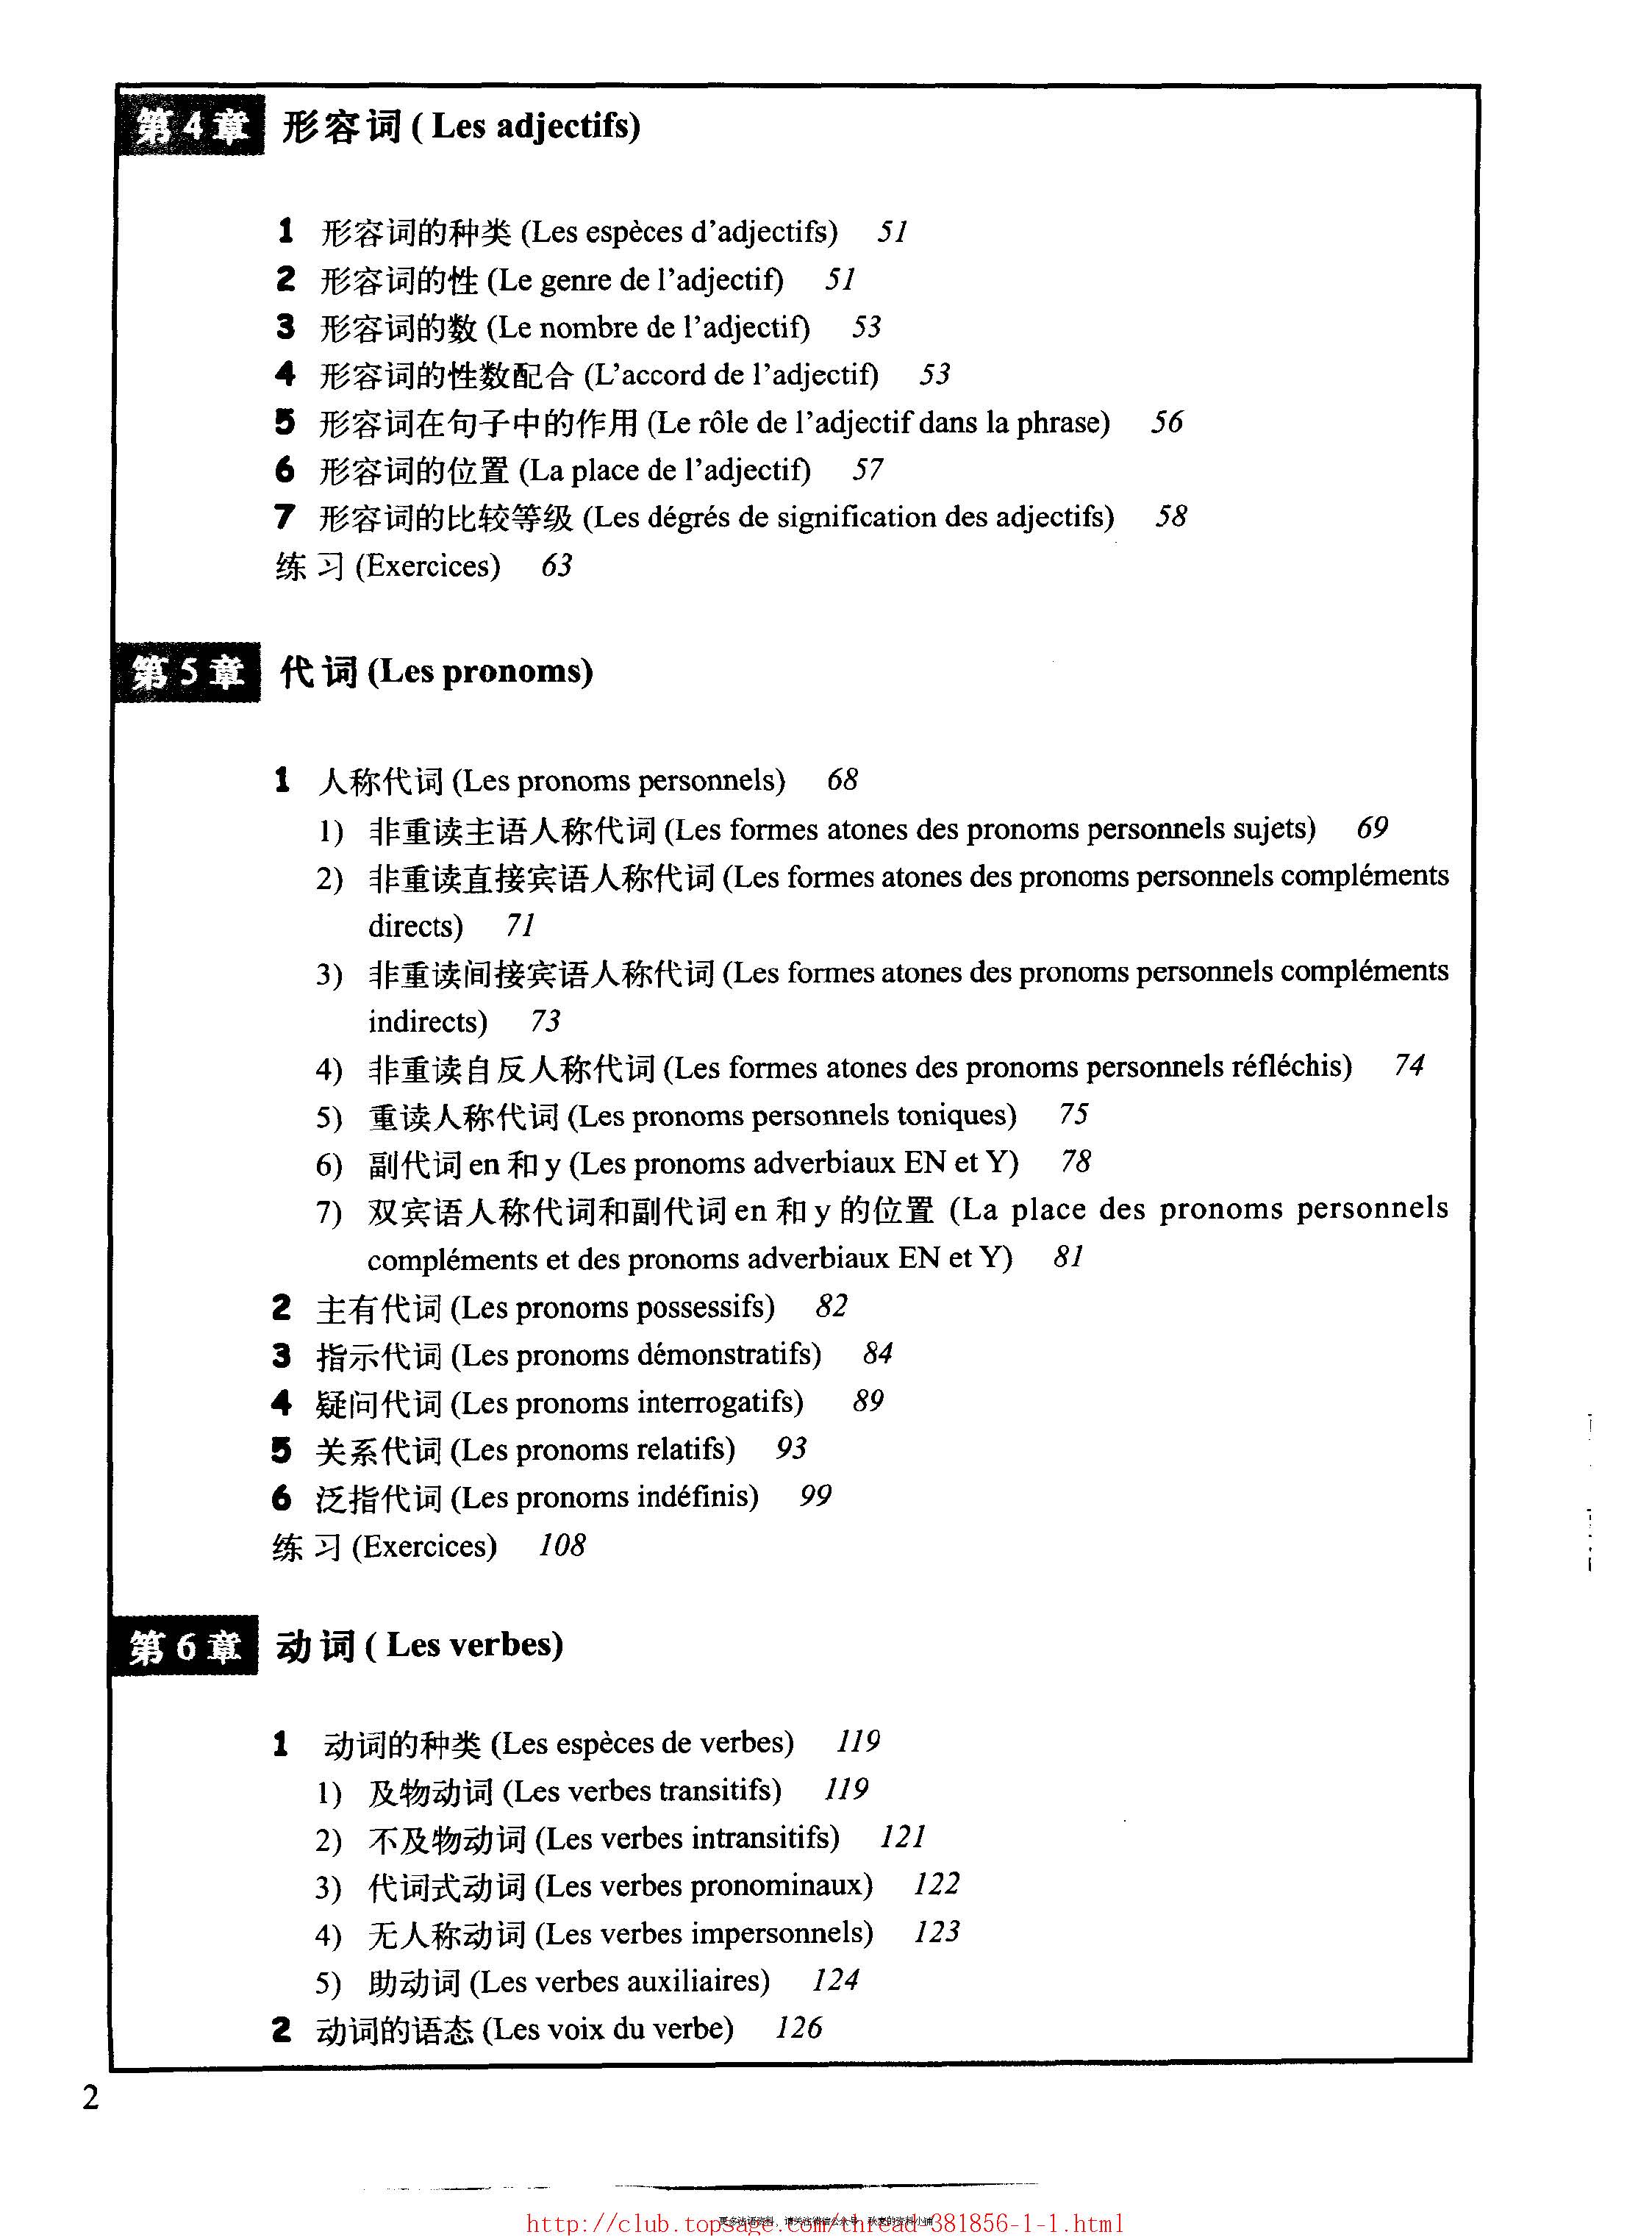 第4章 形容词 ( Les adjectifs)
1 形容词的种类 (Les espèces d'adjectifs) 51
2 形容词的性 (Le genre de l'adjectif) 51
3 形容词的数 (Le nombre de l'adjectif) 53
4 形容词的性数配合 (L'accord de l'adjectif) 53
5 形容词在句子中的作用 (Le rôle de l'adjectif dans la phrase) 56
6 形容词的位置 (La place de l'adjectif) 57
7 形容词的比较等级 (Les dégrés de signification des adjectifs) 58
练习 (Exercices) 63
第5章 代词 (Les pronoms)
1 人称代词 (Les pronoms personnels) 68
1) 非重读主语人称代词 (Les formes atones des pronoms personnels sujets) 69
2) 非重读直接宾语人称代词 (Les formes atones des pronoms personnels compléments
directs) 71
3) 非重读间接宾语人称代词 (Les formes atones des pronoms personnels compléments
indirects) 73
4) 非重读自反人称代词 (Les formes atones des pronoms personnels réfléchis) 74
5) 重读人称代词 (Les pronoms personnels toniques) 75
6) 副代词 en 和 y (Les pronoms adverbiaux EN et Y) 78
7) 双宾语人称代词和副代词 en 和 y 的位置 (La place des pronoms personnels
compléments et des pronoms adverbiaux EN et Y) 81
2 主有代词 (Les pronoms possessifs) 82
3 指示代词 (Les pronoms démonstratifs) 84
4 疑问代词 (Les pronoms interrogatifs) 89
5 关系代词 (Les pronoms relatifs) 93
6 泛指代词 (Les pronoms indéfinis) 99
练习 (Exercices) 108
第6章 动词 ( Les verbes)
1 动词的种类 (Les espèces de verbes) 119
1) 及物动词 (Les verbes transitifs) 119
2) 不及物动词 (Les verbes intransitifs) 121
3) 代词式动词 (Les verbes pronominaux) 122
4) 无人称动词 (Les verbes impersonnels) 123
5) 助动词 (Les verbes auxiliaires) 124
2 动词的语态 (Les voix du verbe) 126
2
http://club.topsage.com/thread-381856-1-1.html